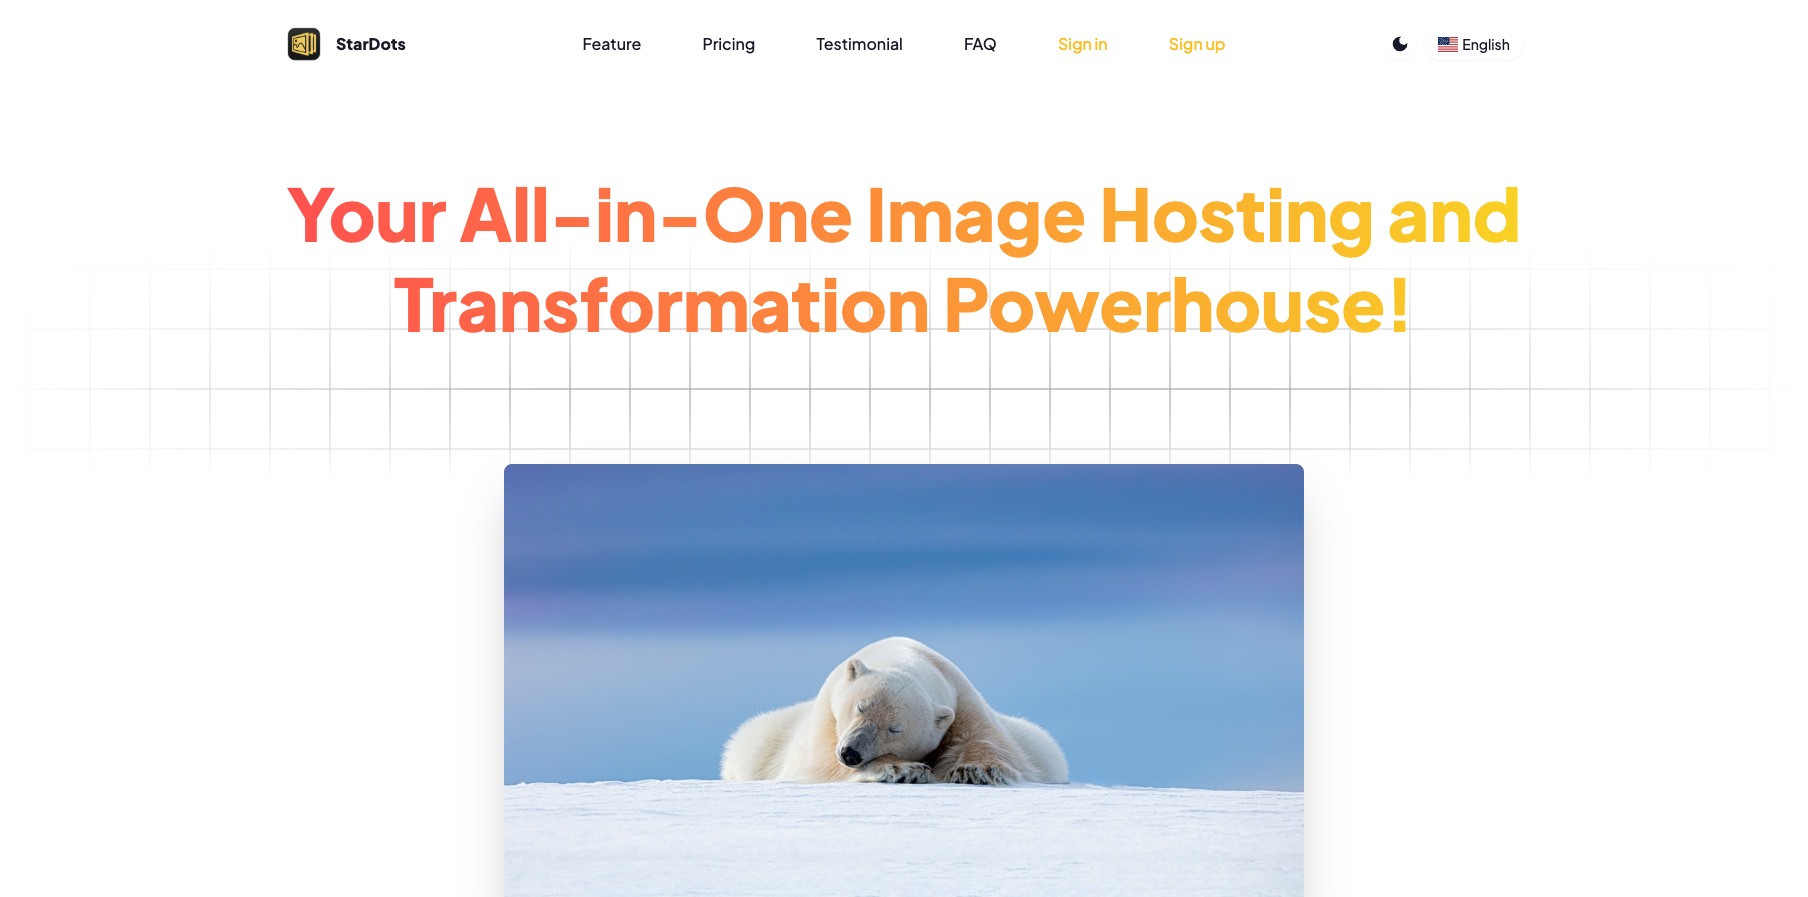 StarDots
Feature
Pricing
Testimonial
FAQ
Sign in
Sign up
English
Your All-in-One Image Hosting and
Transformation Powerhouse!